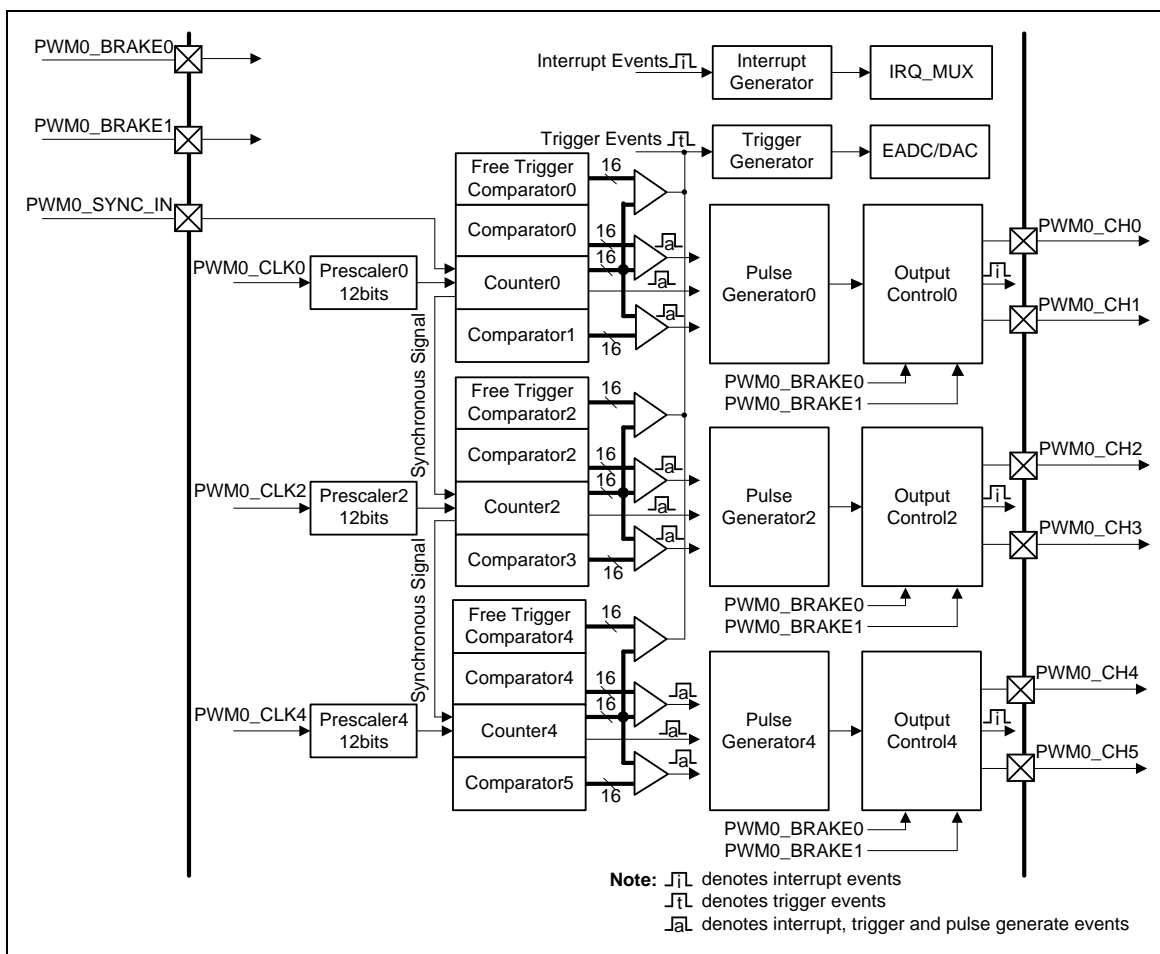 PWM0_BRAKE0
PWM0_BRAKE1
PWM0_SYNC_IN
Interrupt Events i
Interrupt
Generator
IRQ_MUX
Trigger Events t
Trigger
Generator
EADC/DAC
PWM0_CLK0
Prescaler0
12bits
Free Trigger
Comparator0
Comparator0
Counter0
Comparator1
16
16
16
16
a
a
a
Pulse
Generator0
Output
Control0
PWM0_CH0
i
PWM0_CH1
PWM0_BRAKE0
PWM0_BRAKE1
Synchronous Signal
PWM0_CLK2
Prescaler2
12bits
Free Trigger
Comparator2
Comparator2
Counter2
Comparator3
16
16
16
16
a
a
a
Pulse
Generator2
Output
Control2
PWM0_CH2
i
PWM0_CH3
PWM0_BRAKE0
PWM0_BRAKE1
Synchronous Signal
PWM0_CLK4
Prescaler4
12bits
Free Trigger
Comparator4
Comparator4
Counter4
Comparator5
16
16
16
16
a
a
a
Pulse
Generator4
Output
Control4
PWM0_CH4
i
PWM0_CH5
PWM0_BRAKE0
PWM0_BRAKE1
Note: i denotes interrupt events
t denotes trigger events
a denotes interrupt, trigger and pulse generate events